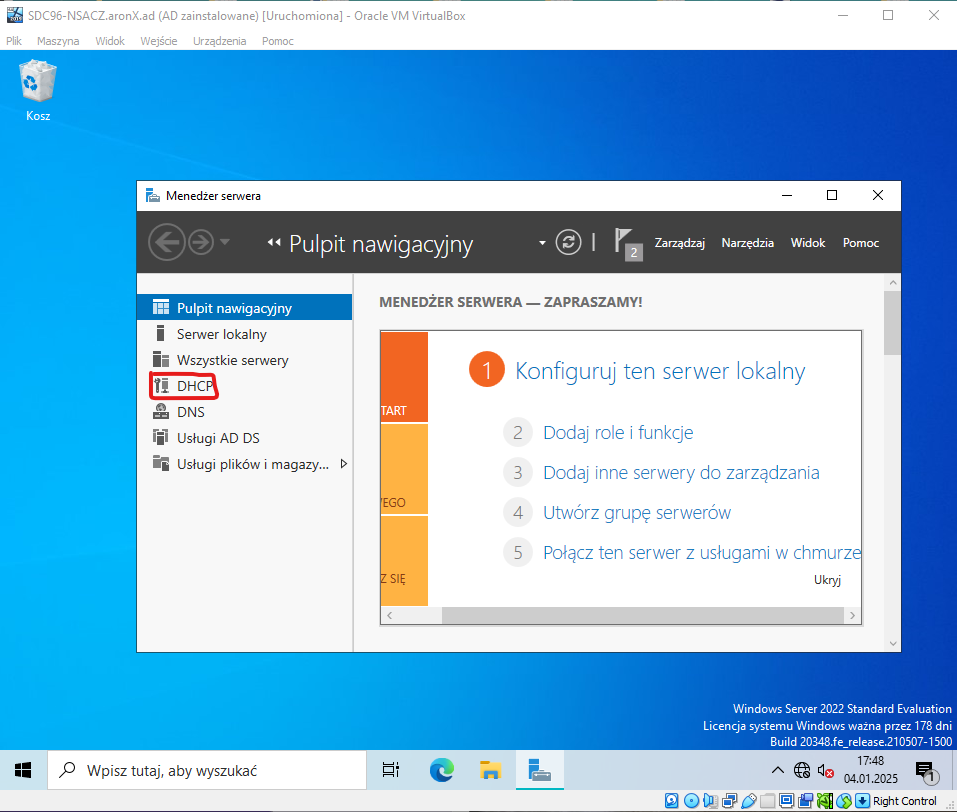 SDC96-NSACZ.aronX.ad (AD zainstalowane) [Uruchomiona] - Oracle VM VirtualBox
Plik Maszyna Widok Wejście Urządzenia Pomoc
Kosz
Menedżer serwera
Pulpit nawigacyjny
2
Zarządzaj Narzędzia Widok Pomoc
Pulpit nawigacyjny
Serwer lokalny
Wszystkie serwery
DHCP
DNS
Usługi AD DS
Usługi plików i magazy...
MENEDŻER SERWERA — ZAPRASZAMY!
TART
WEGO
Z SIĘ
1 Konfiguruj ten serwer lokalny
2 Dodaj role i funkcje
3 Dodaj inne serwery do zarządzania
4 Utwórz grupę serwerów
5 Połącz ten serwer z usługami w chmurze
Ukryj
Windows Server 2022 Standard Evaluation
Licencja systemu Windows ważna przez 178 dni
Build 20348.fe_release.210507-1500
Wpisz tutaj, aby wyszukać
17:48
04.01.2025
1
Right Control